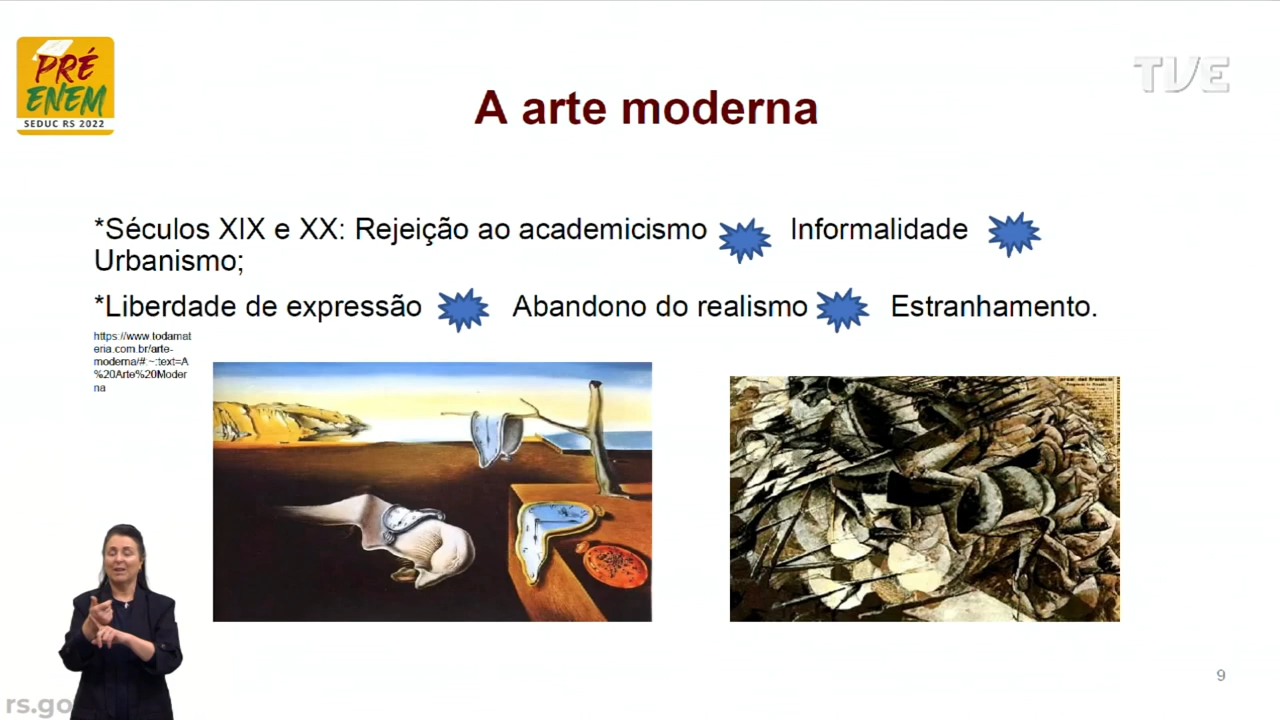 PRÉ
ENEM
SEDUC RS 2022
TVE
A arte moderna
*Séculos XIX e XX: Rejeição ao academicismo Informalidade
Urbanismo;
*Liberdade de expressão Abandono do realismo Estranhamento.
https://www.todamat
eria.com.br/arte-
moderna/#:~:text=A
%20Arte%20Moder
na
9
rs.go